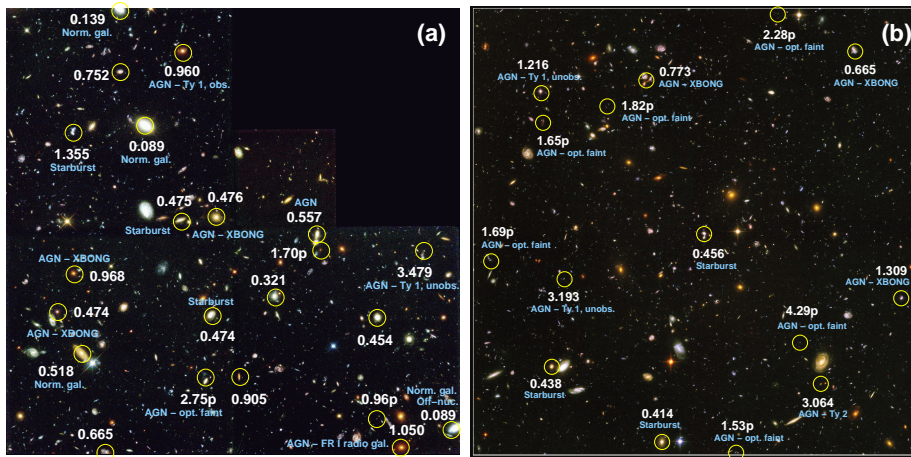 (a)
0.139
Norm. gal.
0.752
0.960
AGN – Ty 1, obs.
1.355
Starburst
0.089
Norm. gal.
0.475
0.476
Starburst
AGN – XBONG
AGN
0.557
1.70p
3.479
AGN – Ty 1, unobs.
AGN – XBONG
0.968
0.321
0.474
AGN – XBONG
Starburst
0.474
0.454
0.518
Norm. gal.
2.75p
AGN – opt. faint
0.905
0.96p
Norm. gal.
Off–nuc.
0.089
AGN – FR I radio gal.
1.050
0.665
(b)
2.28p
AGN – opt. faint
0.665
AGN – XBONG
1.216
AGN – Ty 1, unobs.
0.773
AGN – XBONG
1.82p
AGN – opt. faint
1.65p
AGN – opt. faint
1.69p
AGN – opt. faint
0.456
Starburst
3.193
AGN – Ty 1, unobs.
1.309
AGN – XBONG
4.29p
AGN – opt. faint
0.438
Starburst
3.064
AGN – Ty 2
0.414
Starburst
1.53p
AGN – opt. faint